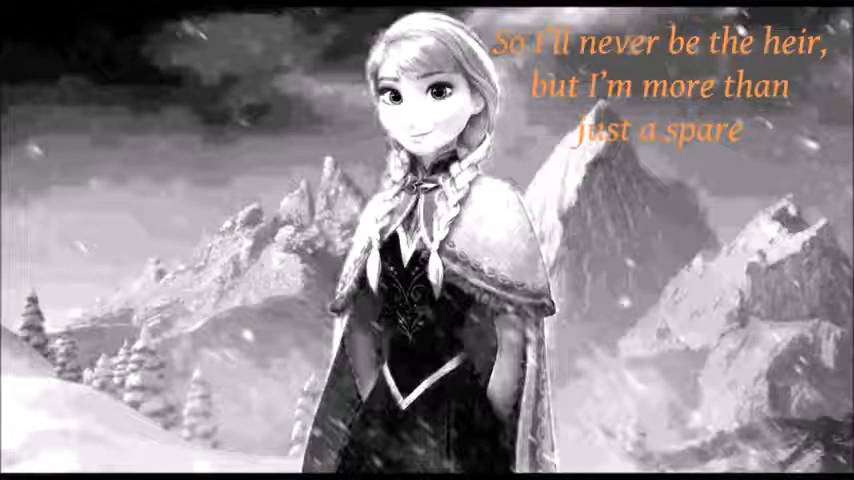 So I'll never be the heir,
but I'm more than
just a spare